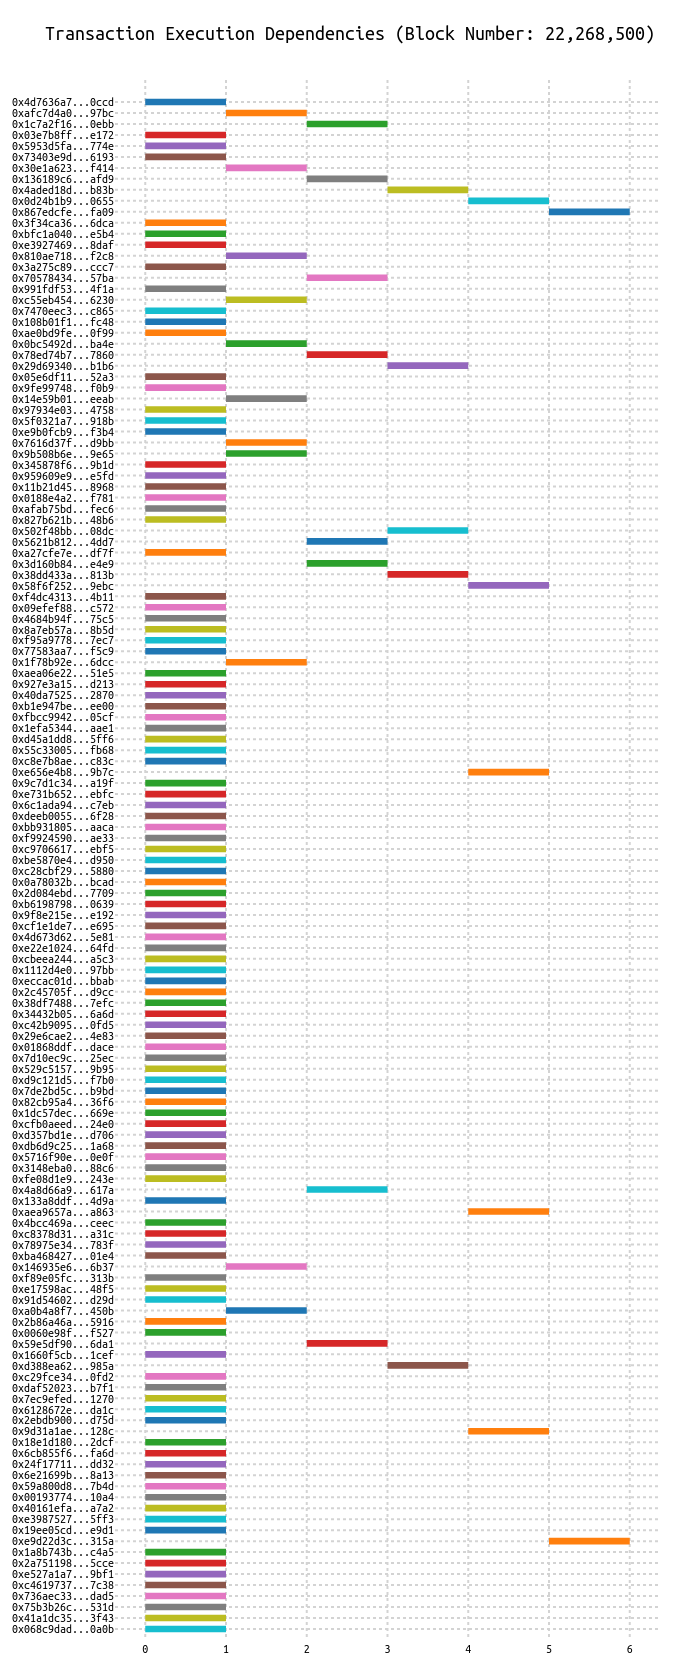 Transaction Execution Dependencies (Block Number: 22,268,500)
0x4d7636a7...0ccd
0xafc7d4a0...97bc
0x1c7a2f16...0ebb
0x03e7b8ff...e172
0x5953d5fa...774e
0x73403e9d...6193
0x30e1a623...f414
0x136189c6...afd9
0x4aded18d...b83b
0x0d24b1b9...0655
0x867edcfe...fa09
0x3f34ca36...6dca
0xbfc1a040...e5b4
0xe3927469...8daf
0x810ae718...f2c8
0x3a275c89...ccc7
0x70578434...57ba
0x991fdf53...4f1a
0xc55eb454...6230
0x7470eec3...c865
0x108b01f1...fc48
0xae0bd9fe...0f99
0x0bc5492d...ba4e
0x78ed74b7...7860
0x29d69340...b1b6
0x05e6df11...52a3
0x9fe99748...f0b9
0x14e59b01...eeab
0x97934e03...4758
0x5f0321a7...918b
0xe9b0fcb9...f3b4
0x7616d37f...d9bb
0x9b508b6e...9e65
0x345878f6...9b1d
0x959609e9...e5fd
0x11b21d45...8968
0x0188e4a2...f781
0xafab75bd...fec6
0x827b621b...48b6
0x502f48bb...08dc
0x5621b812...4dd7
0xa27cfe7e...df7f
0x3d160b84...e4e9
0x38dd433a...813b
0x58f6f252...9ebc
0xf4dc4313...4b11
0x09efef88...c572
0x4684b94f...75c5
0x8a7eb57a...8b5d
0xf95a9778...7ec7
0x77583aa7...f5c9
0x1f78b92e...6dcc
0xaea06e22...51e5
0x927e3a15...d213
0x40da7525...2870
0xb1e947be...ee00
0xfbcc9942...05cf
0x1efa5344...aae1
0xd45a1dd8...5ff6
0x55c33005...fb68
0xc8e7b8ae...c83c
0xe656e4b8...9b7c
0x9c7d1c34...a19f
0xe731b652...ebfc
0x6c1ada94...c7eb
0xdeeb0055...6f28
0xbb931805...aaca
0xf9924590...ae33
0xc9706617...ebf5
0xbe5870e4...d950
0xc28cbf29...5880
0x0a78032b...bcad
0x2d084ebd...7709
0xb6198798...0639
0x9f8e215e...e192
0xcf1e1de7...e695
0x4d673d62...5e81
0xe22e1024...64fd
0xcbeea244...a5c3
0x1112d4e0...97bb
0xeccac01d...bbab
0x2c45705f...d9cc
0x38df7488...7efc
0x34432b05...6a6d
0xc42b9095...0fd5
0x29e6cae2...4e83
0x01868ddf...dace
0x7d10ec9c...25ec
0x529c5157...9b95
0xd9c121d5...f7b0
0x7de2bd5c...b9bd
0x82cb95a4...36f6
0x1dc57dec...669e
0xcfb0aeed...24e0
0xd357bd1e...d706
0xdb6d9c25...1a68
0x5716f90e...0e0f
0x3148eba0...88c6
0xfe08d1e9...243e
0x4a8d66a9...617a
0x133a8ddf...4d9a
0xaea9657a...a863
0x4bcc469a...ceec
0xc8378d31...a31c
0x78975e34...783f
0xba468427...01e4
0x146935e6...6b37
0xf89e05fc...313b
0xe17598ac...48f5
0x91d54602...d29d
0xa0b4a8f7...450b
0x2b86a46a...5916
0x0060e98f...f527
0x59e5df90...6da1
0x1660f5cb...1cef
0xd388ea62...985a
0xc29fce34...0fd2
0xdaf52023...b7f1
0x7ec9efed...1270
0x6128672e...da1c
0x2ebdb900...d75d
0x9d31a1ae...128c
0x18e1d180...2dcf
0x6cb855f6...fa6d
0x24f17711...dd32
0x6e21699b...8a13
0x59a800d8...7b4d
0x00193774...10a4
0x40161efa...a7a2
0xe3987527...5ff3
0x19ee05cd...e9d1
0xe9d22d3c...315a
0x1a8b743b...c4a5
0x2a751198...5cce
0xe527a1a7...9bf1
0xc4619737...7c38
0x736aec33...dad5
0x75b3b26c...531d
0x41a1dc35...3f43
0x068c9dad...0a0b
0 1 2 3 4 5 6